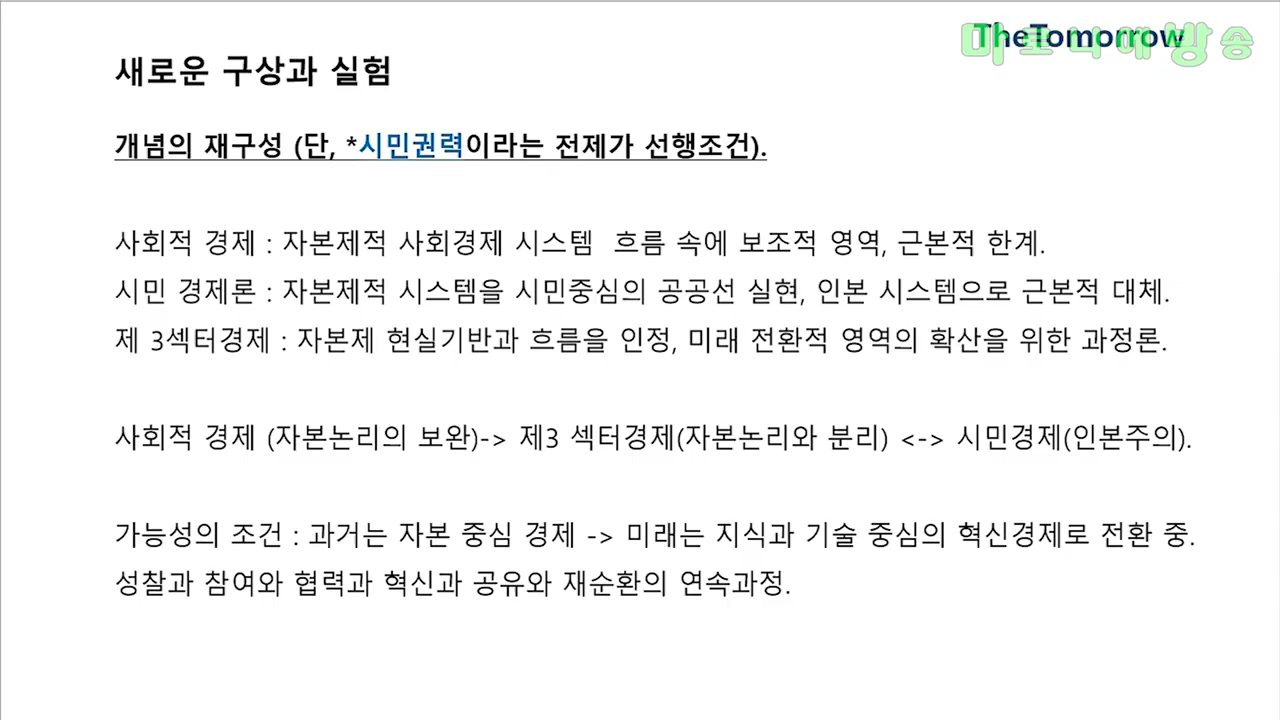 TheTomorrow
마로니에방송
새로운 구상과 실험
개념의 재구성 (단, *시민권력이라는 전제가 선행조건).
사회적 경제 : 자본제적 사회경제 시스템 흐름 속에 보조적 영역, 근본적 한계.
시민 경제론 : 자본제적 시스템을 시민중심의 공공선 실현, 인본 시스템으로 근본적 대체.
제 3섹터경제 : 자본제 현실기반과 흐름을 인정, 미래 전환적 영역의 확산을 위한 과정론.
사회적 경제 (자본논리의 보완)-> 제3 섹터경제(자본논리와 분리) <-> 시민경제(인본주의).
가능성의 조건 : 과거는 자본 중심 경제 -> 미래는 지식과 기술 중심의 혁신경제로 전환 중.
성찰과 참여와 협력과 혁신과 공유와 재순환의 연속과정.